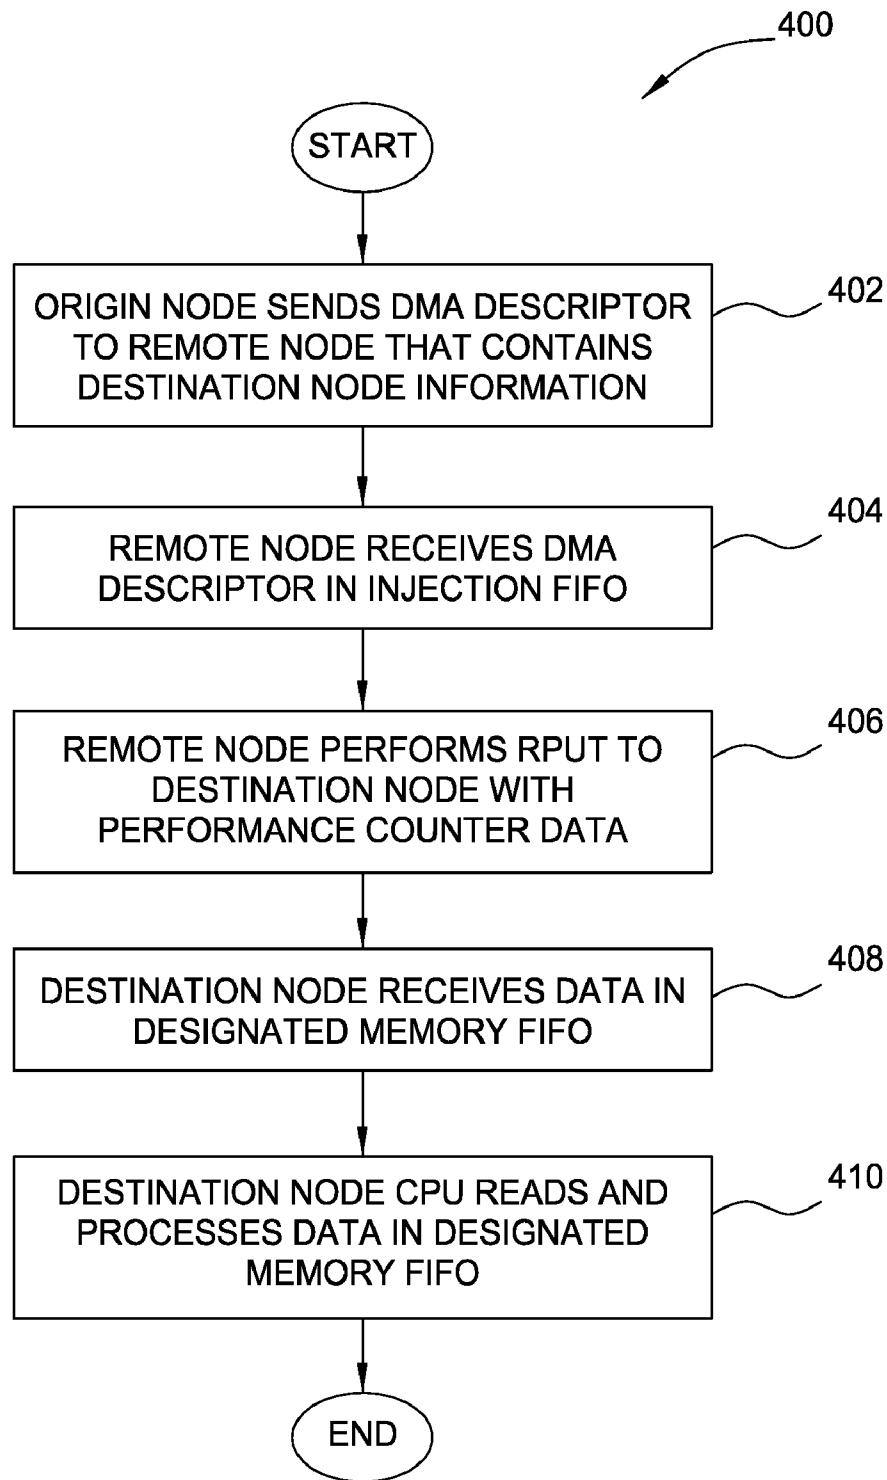 400
START
ORIGIN NODE SENDS DMA DESCRIPTOR
TO REMOTE NODE THAT CONTAINS
DESTINATION NODE INFORMATION
402
REMOTE NODE RECEIVES DMA
DESCRIPTOR IN INJECTION FIFO
404
REMOTE NODE PERFORMS RPUT TO
DESTINATION NODE WITH
PERFORMANCE COUNTER DATA
406
DESTINATION NODE RECEIVES DATA IN
DESIGNATED MEMORY FIFO
408
DESTINATION NODE CPU READS AND
PROCESSES DATA IN DESIGNATED
MEMORY FIFO
410
END